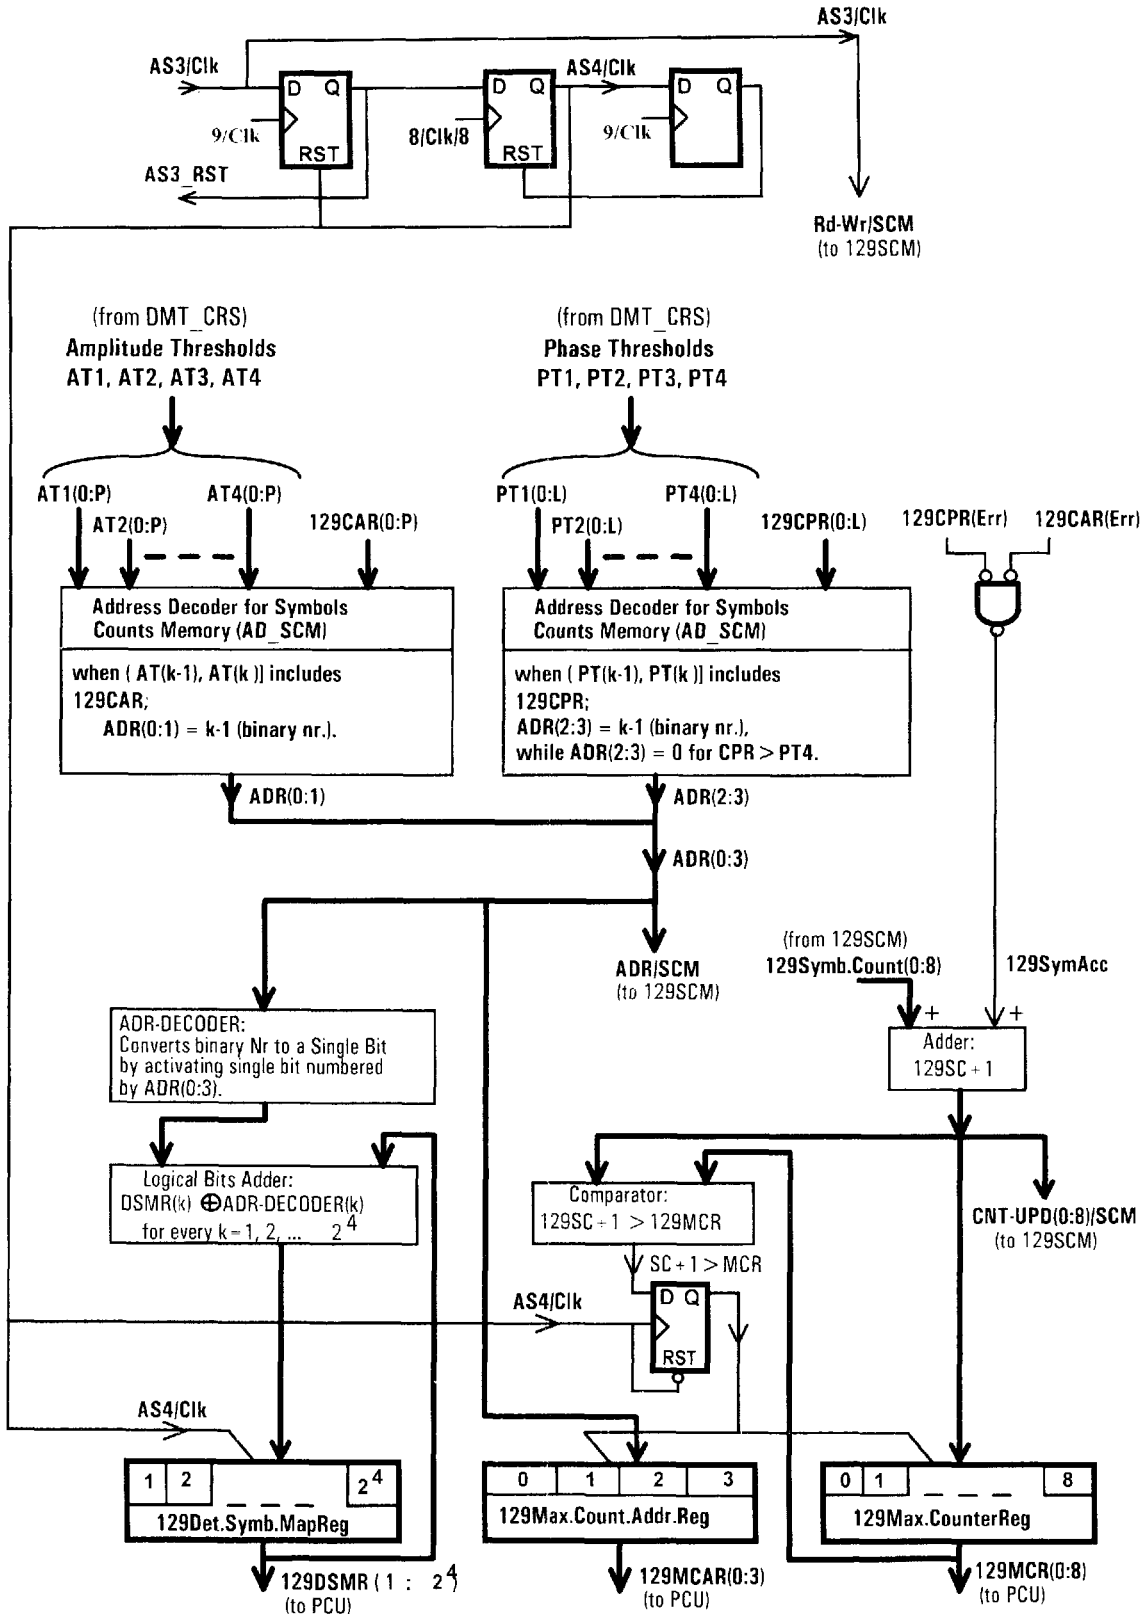 AS3/Clk
AS3/Clk
D Q
RST
9/Clk
AS3_RST
D Q
RST
8/Clk/8
AS4/Clk
D Q
9/Clk
Rd-Wr/SCM
(to 129SCM)
(from DMT_CRS)
Amplitude Thresholds
AT1, AT2, AT3, AT4
(from DMT_CRS)
Phase Thresholds
PT1, PT2, PT3, PT4
AT1(0:P)
AT2(0:P)
AT4(0:P)
129CAR(0:P)
PT1(0:L)
PT2(0:L)
PT4(0:L)
129CPR(0:L)
129CPR(Err)
129CAR(Err)
Address Decoder for Symbols
Counts Memory (AD_SCM)
when ( AT(k-1), AT(k )] includes
129CAR;
ADR(0:1) = k-1 (binary nr.).
Address Decoder for Symbols
Counts Memory (AD_SCM)
when ( PT(k-1), PT(k )] includes
129CPR;
ADR(2:3) = k-1 (binary nr.),
while ADR(2:3) = 0 for CPR > PT4.
ADR(0:1)
ADR(2:3)
ADR(0:3)
ADR/SCM
(to 129SCM)
(from 129SCM)
129Symb.Count(0:8)
129SymAcc
+
+
Adder:
129SC + 1
ADR-DECODER:
Converts binary Nr to a Single Bit
by activating single bit numbered
by ADR(0:3).
Logical Bits Adder:
DSMR(k) ⊕ADR-DECODER(k)
for every k = 1, 2, ... 2^4
Comparator:
129SC + 1 > 129MCR
CNT-UPD(0:8)/SCM
(to 129SCM)
SC + 1 > MCR
D Q
RST
AS4/Clk
AS4/Clk
1 2 2^4
129Det.Symb.MapReg
0 1 2 3
129Max.Count.Addr.Reg
0 1 8
129Max.CounterReg
129DSMR ( 1 : 2^4)
(to PCU)
129MCAR(0:3)
(to PCU)
129MCR(0:8)
(to PCU)